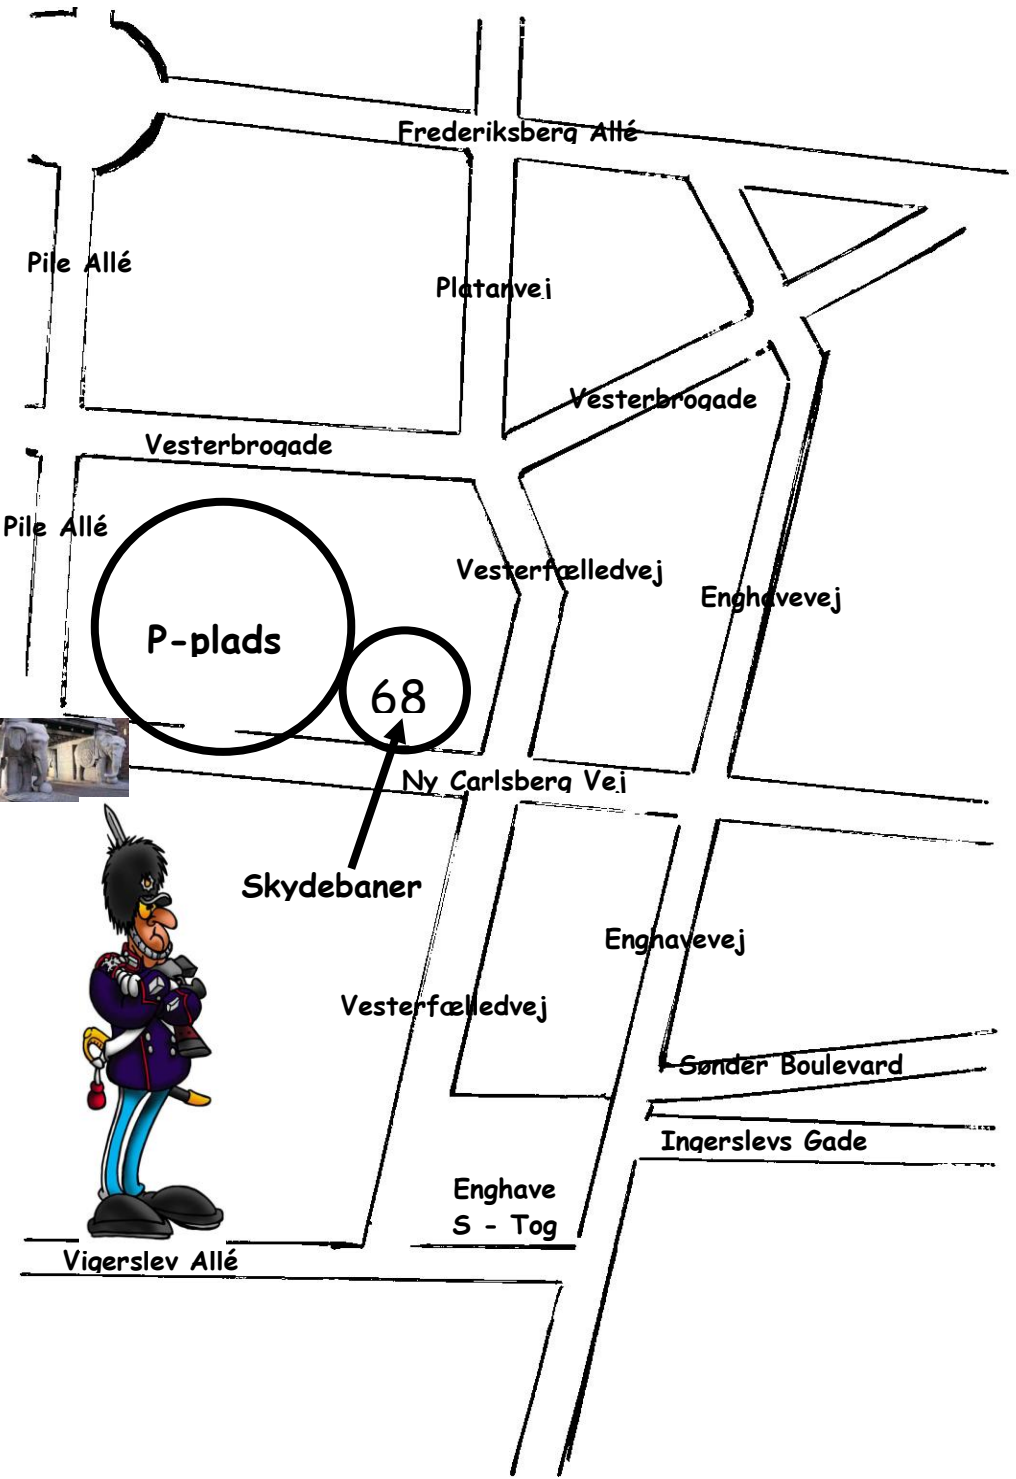 Frederiksberg Allé
Pile Allé
Platanvej
Vesterbrogade
Vesterbrogade
Pile Allé
Vesterfælledvej
Enghavevej
P-plads
68
Ny Carlsberg Vej
Skydebaner
Enghavevej
Vesterfælledvej
Sønder Boulevard
Ingerslevs Gade
Enghave
S - Tog
Vigerslev Allé